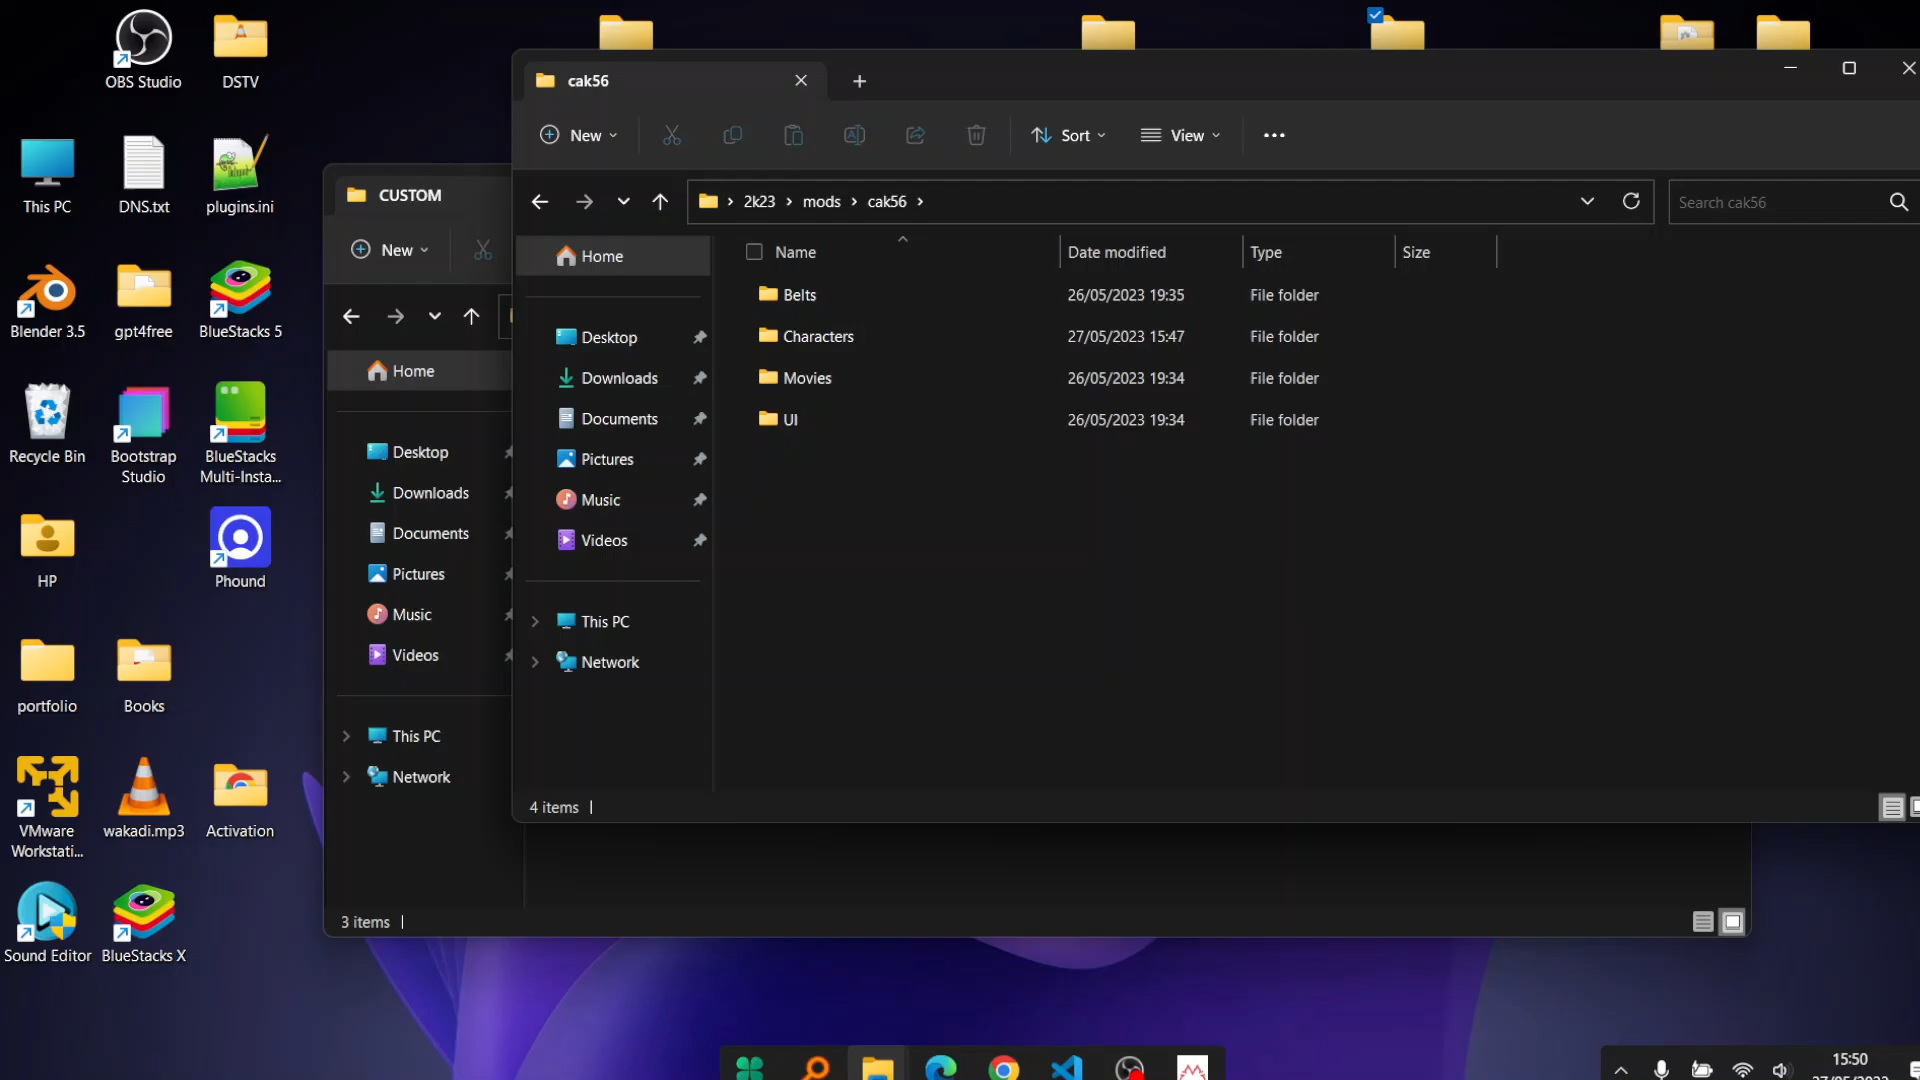 OBS Studio
DSTV
This PC
DNS.txt
plugins.ini
Blender 3.5
gpt4free
BlueStacks 5
Recycle Bin
Bootstrap
Studio
BlueStacks
Multi-Insta...
HP
Phound
portfolio
Books
VMware
Workstati...
wakadi.mp3
Activation
Sound Editor
BlueStacks X
CUSTOM
New
Home
Desktop
Downloads
Documents
Pictures
Music
Videos
This PC
Network
3 items
cak56
New
Sort
View
2k23 mods cak56
Search cak56
Home
Desktop
Downloads
Documents
Pictures
Music
Videos
This PC
Network
Name Date modified Type Size
Belts 26/05/2023 19:35 File folder
Characters 27/05/2023 15:47 File folder
Movies 26/05/2023 19:34 File folder
UI 26/05/2023 19:34 File folder
4 items
15:50
27/05/2023